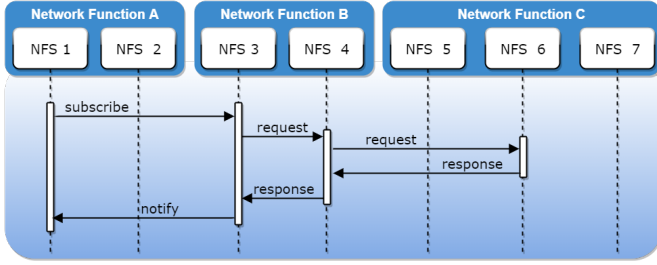 Network Function A
Network Function B
Network Function C
NFS 1
NFS 2
NFS 3
NFS 4
NFS 5
NFS 6
NFS 7
subscribe
request
request
response
response
notify